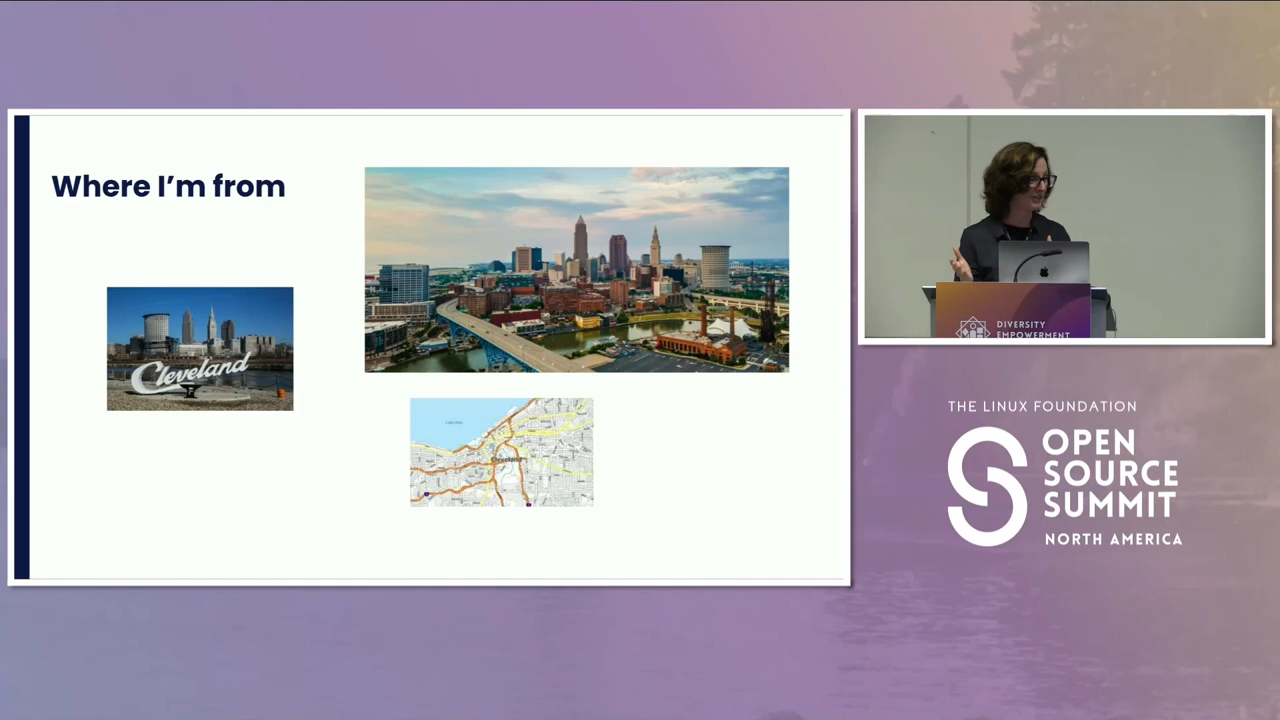 Where I'm from
Cleveland
Cleveland
DIVERSITY
EMPOWERMENT
THE LINUX FOUNDATION
OPEN
SOURCE
SUMMIT
NORTH AMERICA